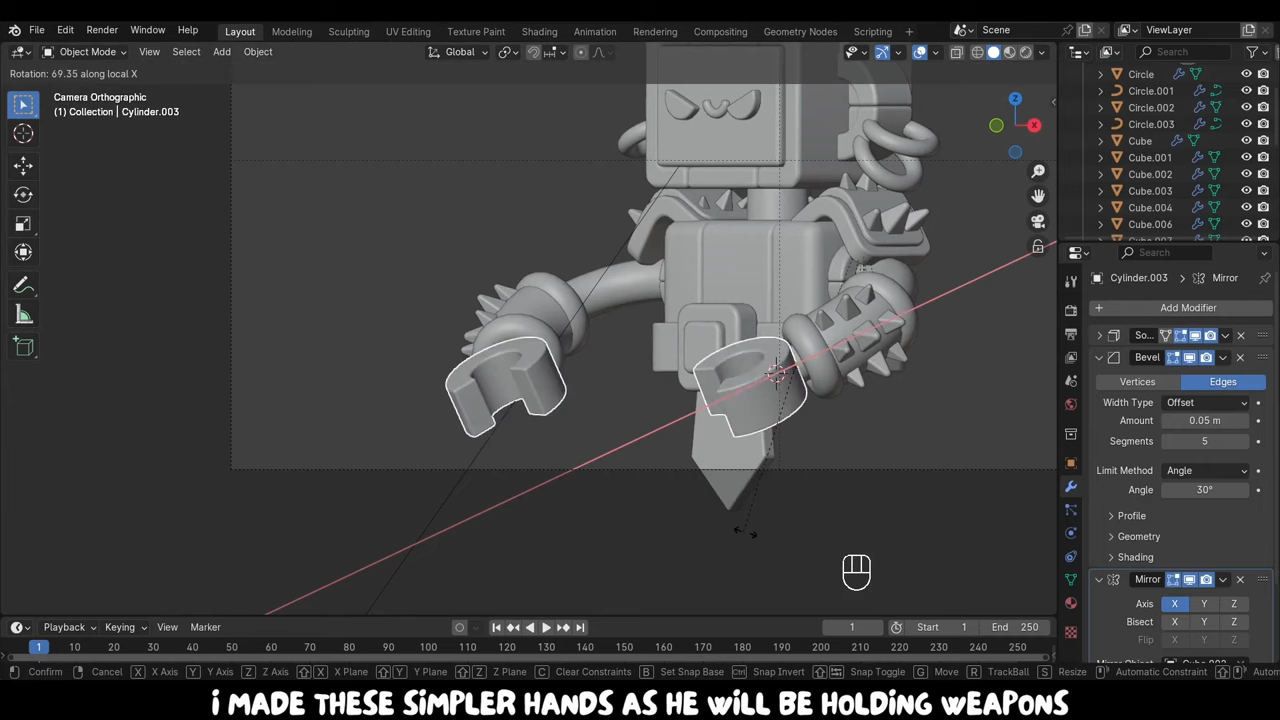 File Edit Render Window Help Layout Modeling Sculpting UV Editing Texture Paint Shading Animation Rendering Compositing Geometry Nodes Scripting Scene ViewLayer
Object Mode View Select Add Object Global Search
Rotation: 69.35 along local X
Camera Orthographic
(1) Collection | Cylinder.003
Z
X
Circle
Circle.001
Circle.002
Circle.003
Cube
Cube.001
Cube.002
Cube.003
Cube.004
Cube.006
Search
Cylinder.003 > Mirror
+ Add Modifier
So...
Bevel
Vertices Edges
Width Type Offset
Amount 0.05 m
Segments 5
Limit Method Angle
Angle 30°
Profile
Geometry
Shading
Mirror
Axis X Y Z
Bisect X Y Z
Flip X Y Z
Playback Keying View Marker 1 Start 1 End 250
1 10 20 30 40 50 60 70 80 90 100 110 120 130 140 150 160 170 180 190 200 210 220 230 240 250
Confirm Cancel X X Axis Y Y Axis Z Z Axis X X Plane Y Y Plane Z Z Plane C Clear Constraints B Set Snap Base Ctrl Snap Invert Snap Toggle G Move R TrackBall S Resize Automatic Constraint
I MADE THESE SIMPLER HANDS AS HE WILL BE HOLDING WEAPONS